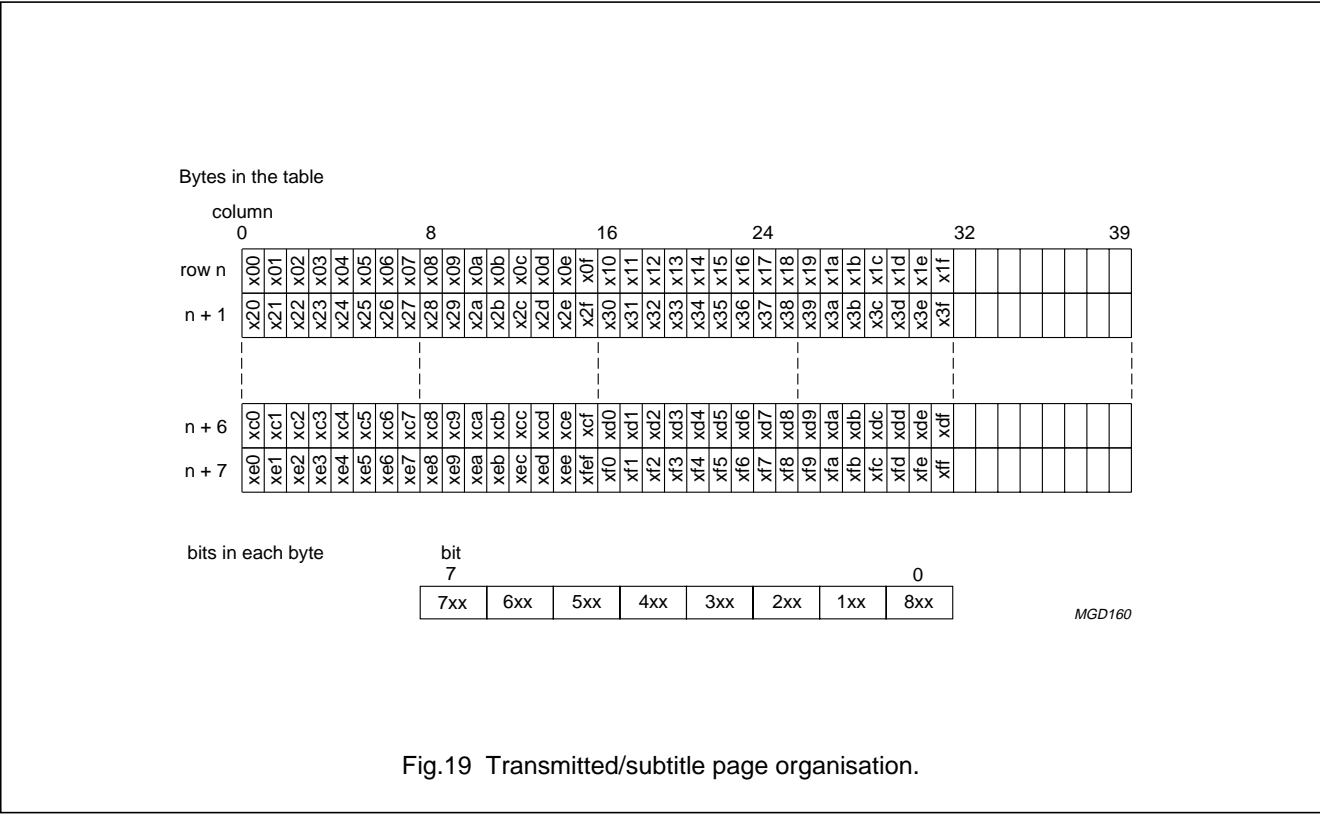 Bytes in the table
column
0 8 16 24 32 39
row n x00 x01 x02 x03 x04 x05 x06 x07 x08 x09 x0a x0b x0c x0d x0e x0f x10 x11 x12 x13 x14 x15 x16 x17 x18 x19 x1a x1b x1c x1d x1e x1f
n + 1 x20 x21 x22 x23 x24 x25 x26 x27 x28 x29 x2a x2b x2c x2d x2e x2f x30 x31 x32 x33 x34 x35 x36 x37 x38 x39 x3a x3b x3c x3d x3e x3f
n + 6 xc0 xc1 xc2 xc3 xc4 xc5 xc6 xc7 xc8 xc9 xca xcb xcc xcd xce xcf xd0 xd1 xd2 xd3 xd4 xd5 xd6 xd7 xd8 xd9 xda xdb xdc xdd xde xdf
n + 7 xe0 xe1 xe2 xe3 xe4 xe5 xe6 xe7 xe8 xe9 xea xeb xec xed xee xfef xf0 xf1 xf2 xf3 xf4 xf5 xf6 xf7 xf8 xf9 xfa xfb xfc xfd xfe xff
bits in each byte bit
7 0
7xx 6xx 5xx 4xx 3xx 2xx 1xx 8xx
MGD160
Fig.19 Transmitted/subtitle page organisation.